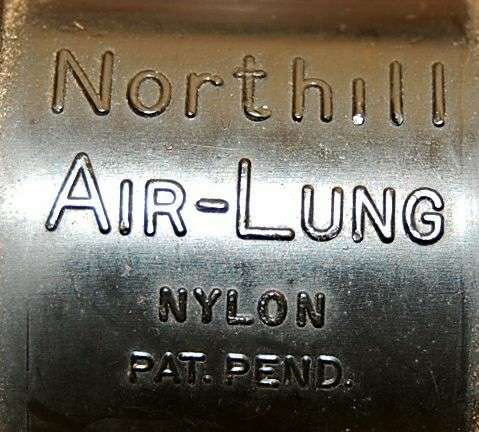 Northill
AIR-LUNG
NYLON
PAT. PEND.